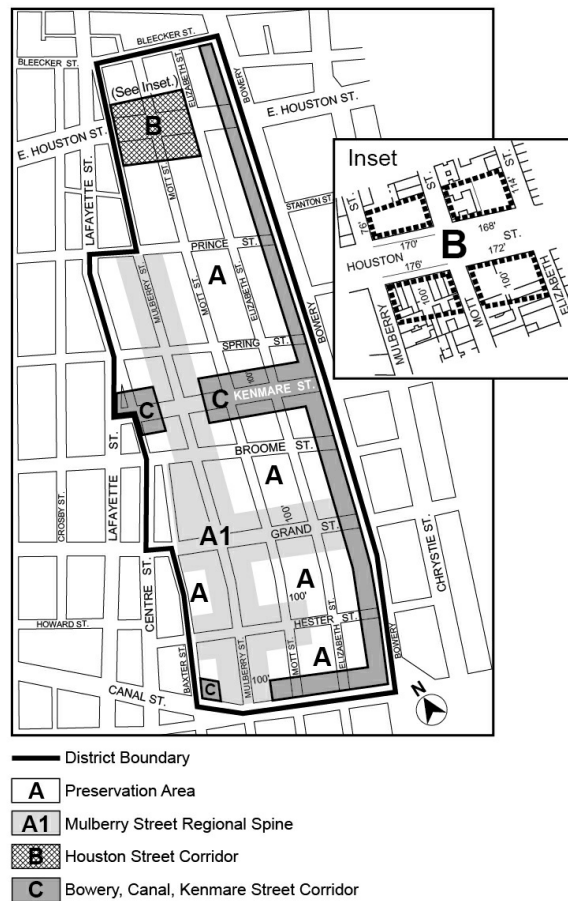 BLEECKER ST.
BLEECKER ST.
(See Inset.)
ELIZABETH ST.
BOWERY
E. HOUSTON ST.
E. HOUSTON ST.
B
MOTT ST.
LAFAYETTE ST.
STANTON ST.
PRINCE ST.
MULBERRY ST.
A
MOTT ST.
ELIZABETH ST.
BOWERY
SPRING ST.
100'
C
C
KENMARE ST.
BROOME ST.
A
CROSBY ST.
LAFAYETTE ST.
100'
A1
GRAND ST.
CHRYSTIE ST.
A
A
CENTRE ST.
100'
HOWARD ST.
HESTER ST.
MULBERRY ST.
MOTT ST.
ELIZABETH ST.
A
BOWERY
BAXTER ST.
C
100'
CANAL ST.
N
Inset
ST.
ST.
ST.
76'
114'
170'
168'
HOUSTON ST.
B
176'
172'
100'
100'
MULBERRY
MOTT
ELIZABETH
District Boundary
A Preservation Area
A1 Mulberry Street Regional Spine
B Houston Street Corridor
C Bowery, Canal, Kenmare Street Corridor